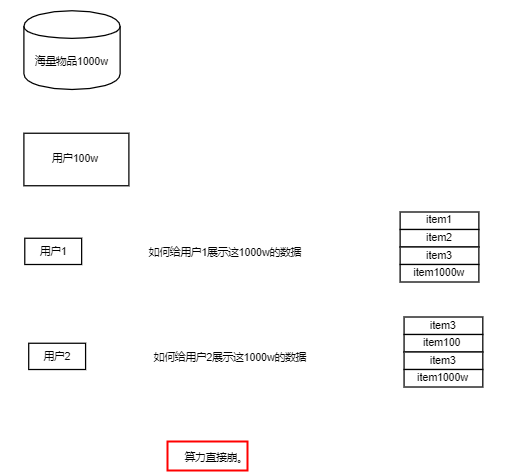 海量物品1000w
用户100w
用户1
如何给用户1展示这1000w的数据
item1
item2
item3
item1000w
用户2
如何给用户2展示这1000w的数据
item3
item100
item3
item1000w
算力直接崩。